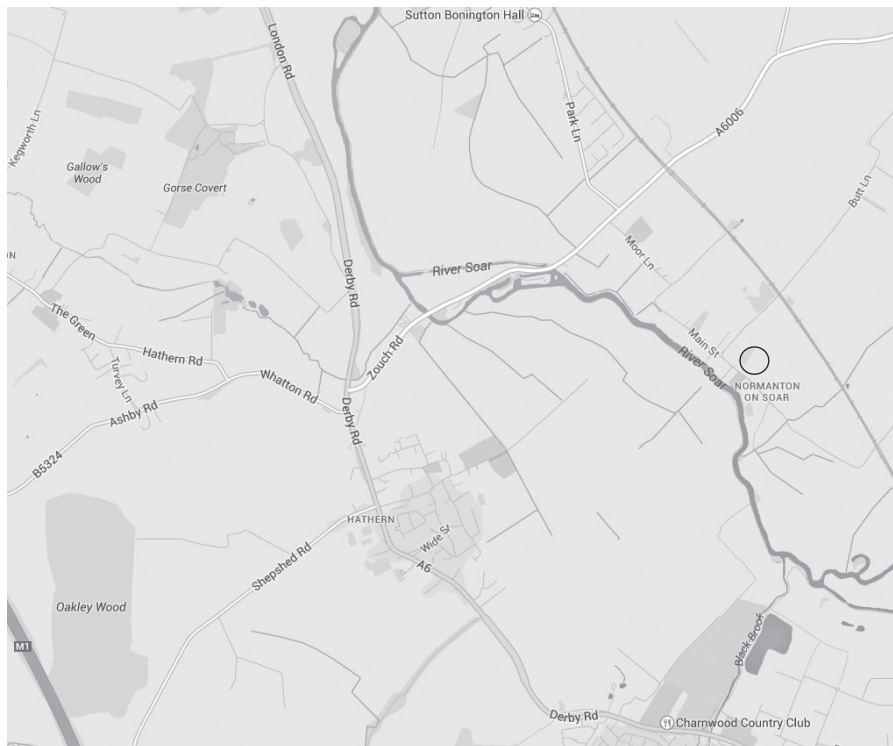 Sutton Bonington Hall
London Rd
Kegworth Ln
Park Ln
A6006
Gallow's
Wood
Gorse Covert
Butt Ln
Moor Ln
ON
River Soar
Derby Rd
The Green
Zouch Rd
Main St
River Soar
Hathern Rd
Turvey Ln
Whatton Rd
NORMANTON
ON SOAR
Ashby Rd
Derby Rd
B5324
HATHERN
Wide St
Shepshed Rd
A6
Oakley Wood
M1
Black Brook
Derby Rd
Charnwood Country Club